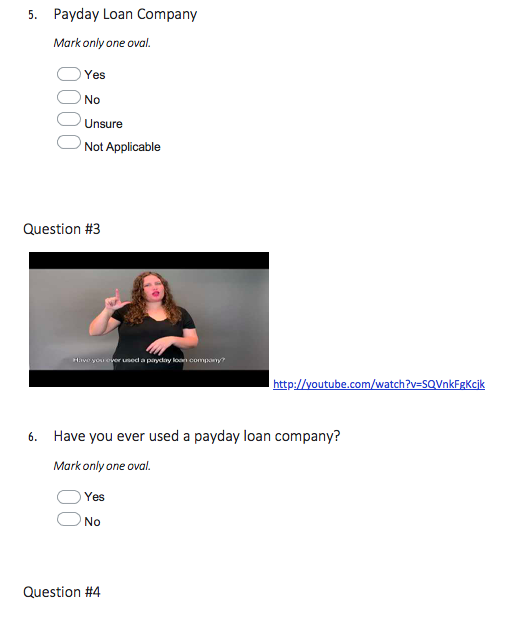 5. Payday Loan Company
Mark only one oval.
Yes
No
Unsure
Not Applicable
Question #3
Have you ever used a payday loan company?
http://youtube.com/watch?v=SQVnkFgKcjk
6. Have you ever used a payday loan company?
Mark only one oval.
Yes
No
Question #4